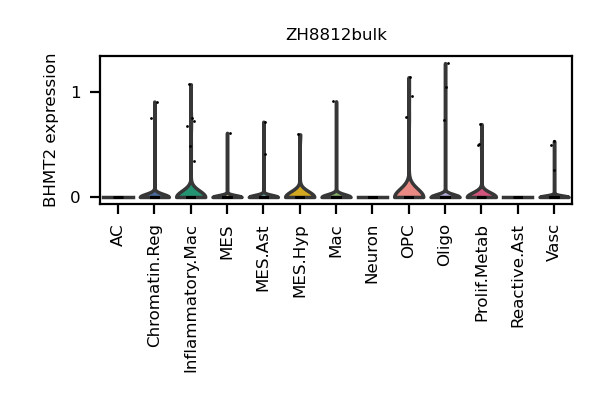 ZH8812bulk
BHMT2 expression
1
0
AC
Chromatin.Reg
Inflammatory.Mac
MES
MES.Ast
MES.Hyp
Mac
Neuron
OPC
Oligo
Prolif.Metab
Reactive.Ast
Vasc